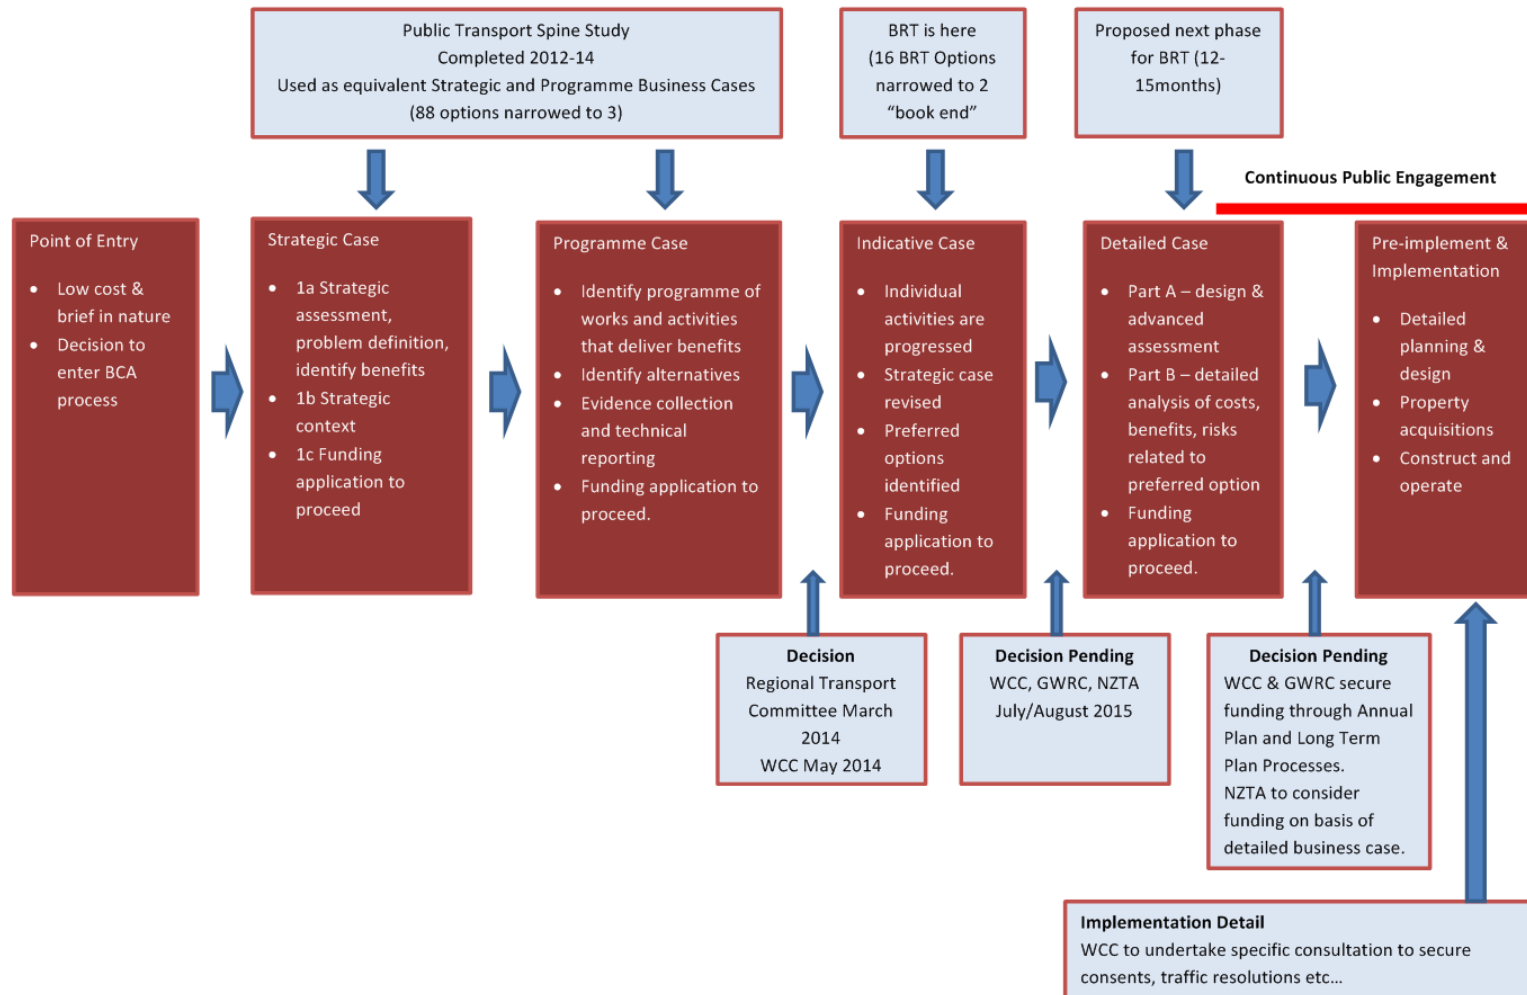 Public Transport Spine Study
Completed 2012-14
Used as equivalent Strategic and Programme Business Cases
(88 options narrowed to 3)
BRT is here
(16 BRT Options
narrowed to 2
“book end”
Proposed next phase
for BRT (12-
15months)
Continuous Public Engagement
Point of Entry
• Low cost &
brief in nature
• Decision to
enter BCA
process
Strategic Case
• 1a Strategic
assessment,
problem definition,
identify benefits
• 1b Strategic
context
• 1c Funding
application to
proceed
Programme Case
• Identify programme of
works and activities
that deliver benefits
• Identify alternatives
• Evidence collection
and technical
reporting
• Funding application to
proceed.
Indicative Case
• Individual
activities are
progressed
• Strategic case
revised
• Preferred
options
identified
• Funding
application to
proceed.
Detailed Case
• Part A – design &
advanced
assessment
• Part B – detailed
analysis of costs,
benefits, risks
related to
preferred option
• Funding
application to
proceed.
Pre-implement &
Implementation
• Detailed
planning &
design
• Property
acquisitions
• Construct and
operate
Decision
Regional Transport
Committee March
2014
WCC May 2014
Decision Pending
WCC, GWRC, NZTA
July/August 2015
Decision Pending
WCC & GWRC secure
funding through Annual
Plan and Long Term
Plan Processes.
NZTA to consider
funding on basis of
detailed business case.
Implementation Detail
WCC to undertake specific consultation to secure
consents, traffic resolutions etc…